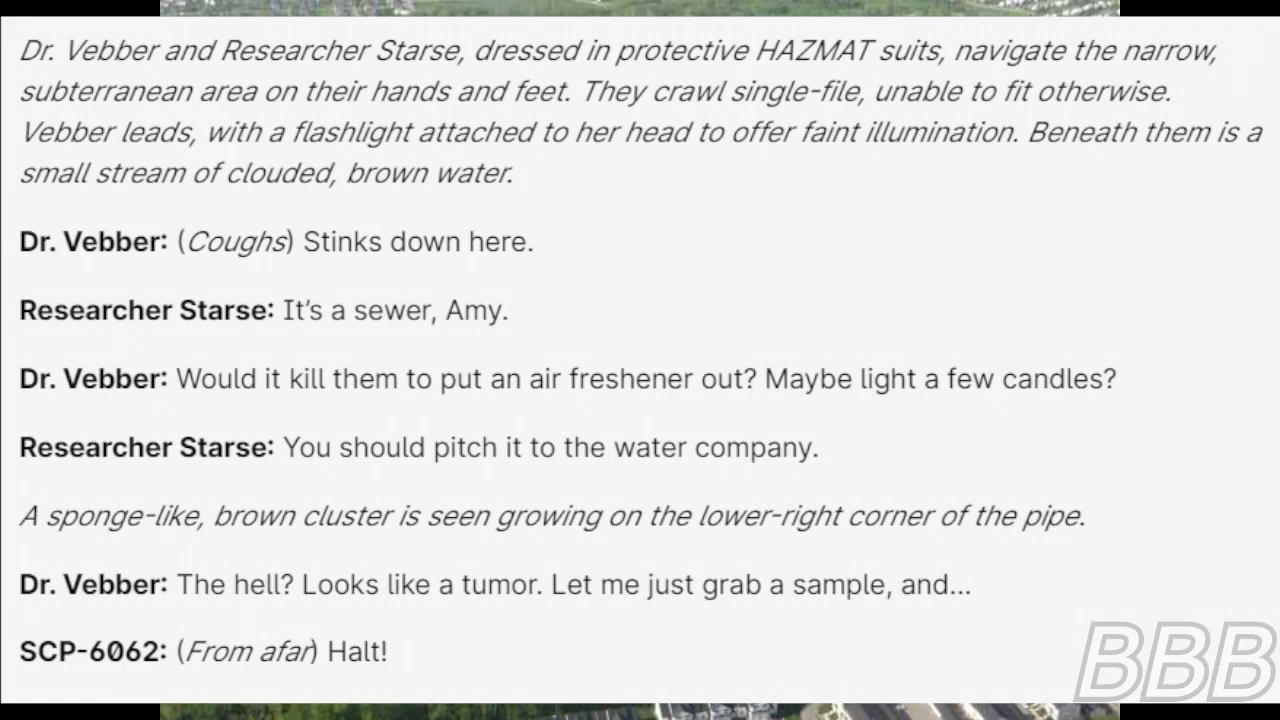 Dr. Vebber and Researcher Starse, dressed in protective HAZMAT suits, navigate the narrow,
subterranean area on their hands and feet. They crawl single-file, unable to fit otherwise.
Vebber leads, with a flashlight attached to her head to offer faint illumination. Beneath them is a
small stream of clouded, brown water.
Dr. Vebber: (Coughs) Stinks down here.
Researcher Starse: It’s a sewer, Amy.
Dr. Vebber: Would it kill them to put an air freshener out? Maybe light a few candles?
Researcher Starse: You should pitch it to the water company.
A sponge-like, brown cluster is seen growing on the lower-right corner of the pipe.
Dr. Vebber: The hell? Looks like a tumor. Let me just grab a sample, and...
SCP-6062: (From afar) Halt!
BBB